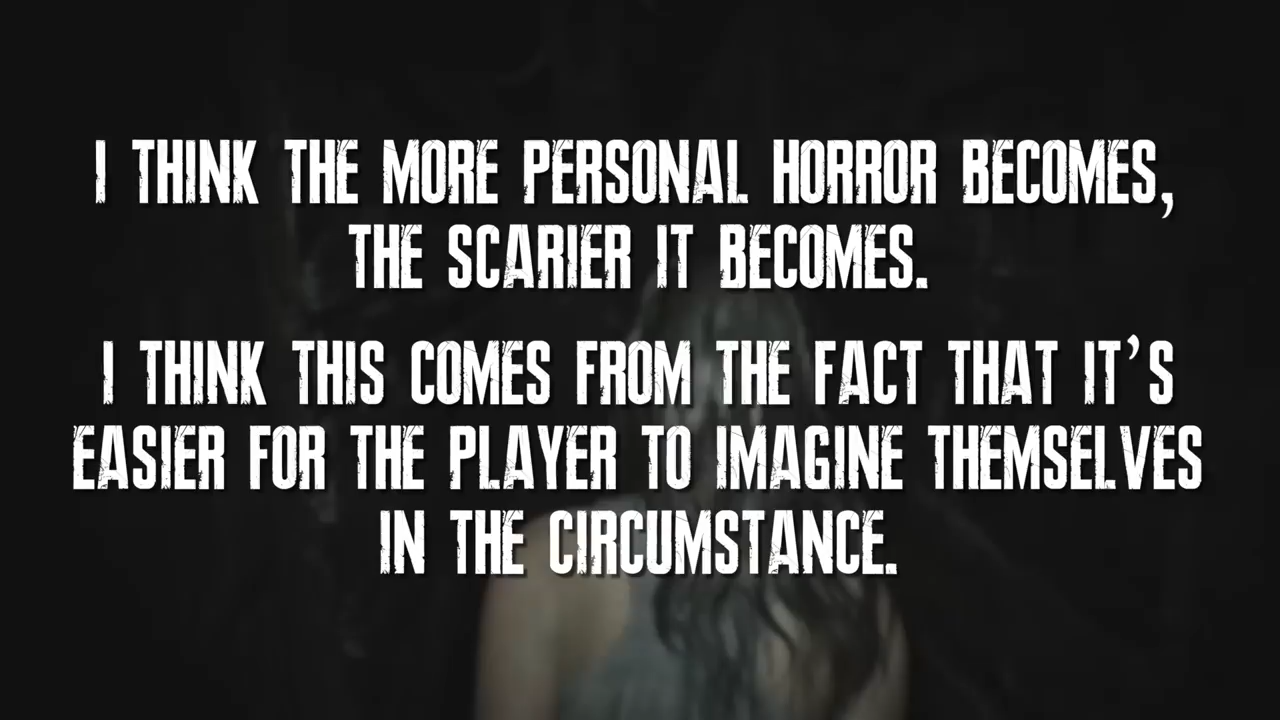 I THINK THE MORE PERSONAL HORROR BECOMES,
THE SCARIER IT BECOMES.
I THINK THIS COMES FROM THE FACT THAT IT'S
EASIER FOR THE PLAYER TO IMAGINE THEMSELVES
IN THE CIRCUMSTANCE.